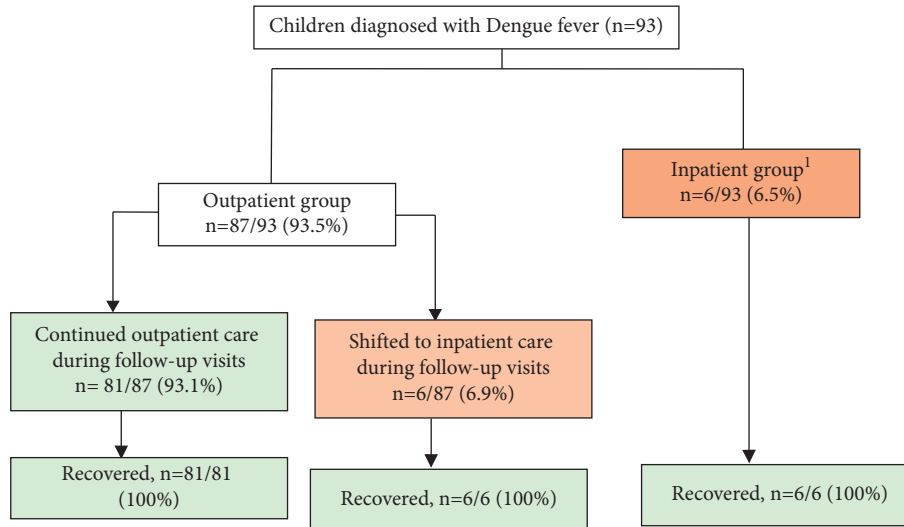 Children diagnosed with Dengue fever (n=93)
Inpatient group1
n=6/93 (6.5%)
Outpatient group
n=87/93 (93.5%)
Continued outpatient care
during follow-up visits
n= 81/87 (93.1%)
Shifted to inpatient care
during follow-up visits
n=6/87 (6.9%)
Recovered, n=81/81
(100%)
Recovered, n=6/6 (100%)
Recovered, n=6/6 (100%)